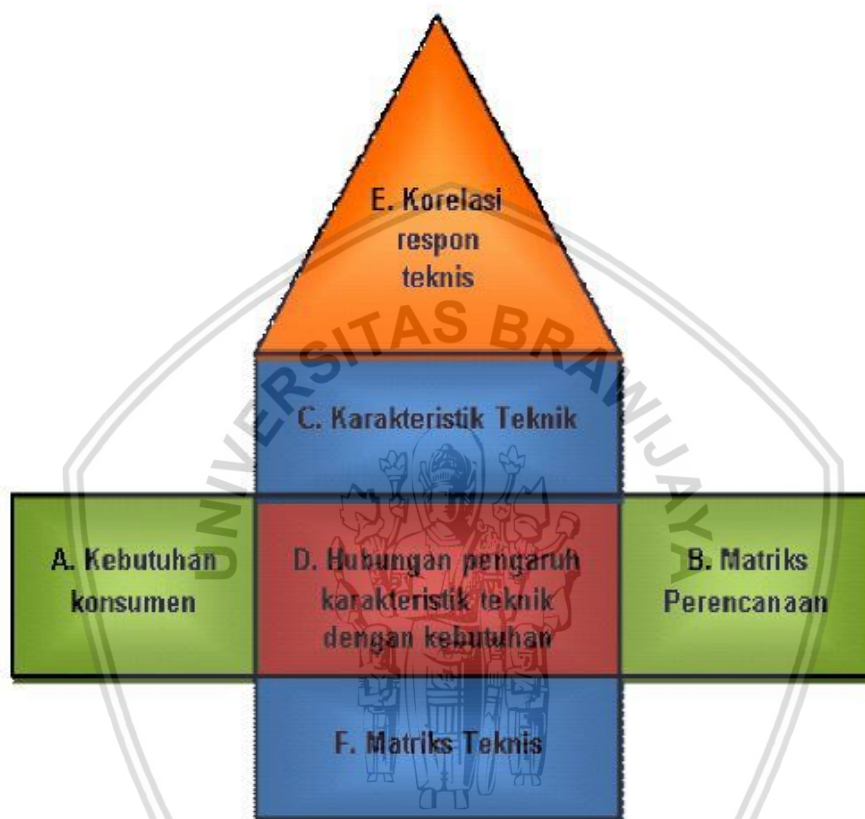 E. Korelasi
respon
teknis
UNIVERSITAS BRAWIJAYA
C. Karakteristik Teknik
A. Kebutuhan
konsumen
D. Hubungan pengaruh
karakteristik teknik
dengan kebutuhan
B. Matriks
Perencanaan
F. Matriks Teknis